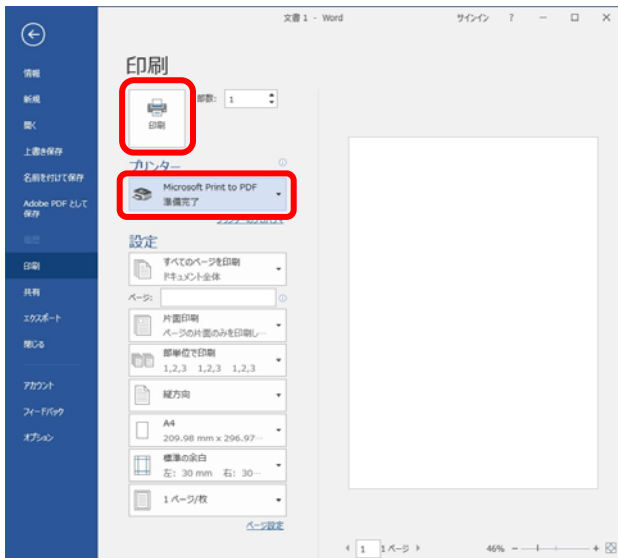 文書 1 - Word
サインイン ?
情報
新規
開く
上書き保存
名前を付けて保存
Adobe PDF として
保存
履歴
印刷
共有
エクスポート
閉じる
アカウント
フィードバック
オプション
印刷
部数: 1
印刷
プリンター
Microsoft Print to PDF
準備完了
設定
すべてのページを印刷
ドキュメント全体
ページ:
片面印刷
ページの片面のみを印刷し…
部単位で印刷
1,2,3 1,2,3 1,2,3
縦方向
A4
209.98 mm x 296.97…
標準の余白
左: 30 mm 右: 30…
1 ページ/枚
ページ設定
1 1 ページ
46%